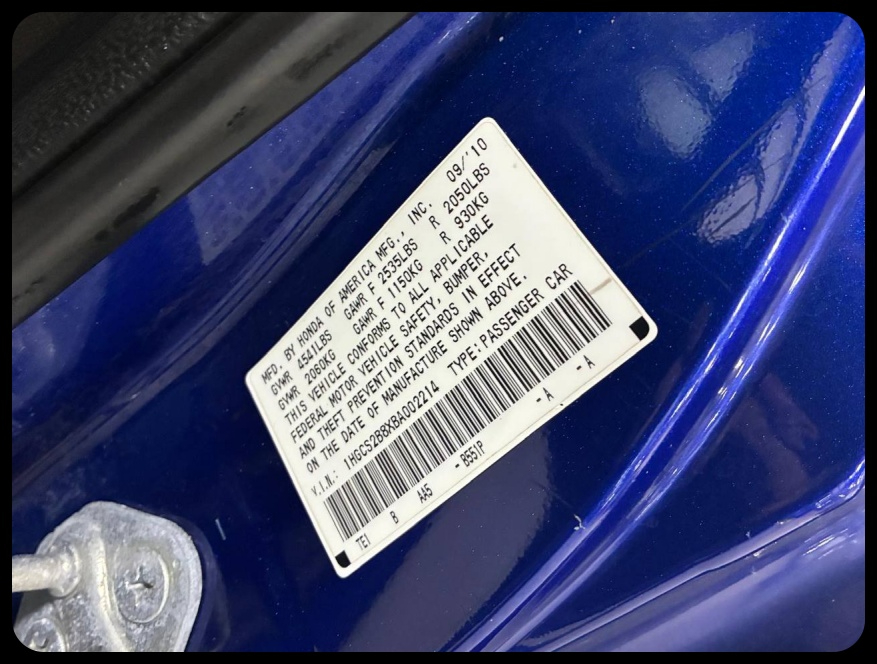 MFD. BY HONDA OF AMERICA MFG., INC. 09/'10
GVWR 4541LBS GAWR F 2535LBS R 2050LBS
GVWR 2060KG GAWR F 1150KG R 930KG
THIS VEHICLE CONFORMS TO ALL APPLICABLE
FEDERAL MOTOR VEHICLE SAFETY, BUMPER,
AND THEFT PREVENTION STANDARDS IN EFFECT
ON THE DATE OF MANUFACTURE SHOWN ABOVE.
V.I.N.: 1HGCS2B8XBA002214 TYPE:PASSENGER CAR
TE1 B AA5 -B551P -A -A